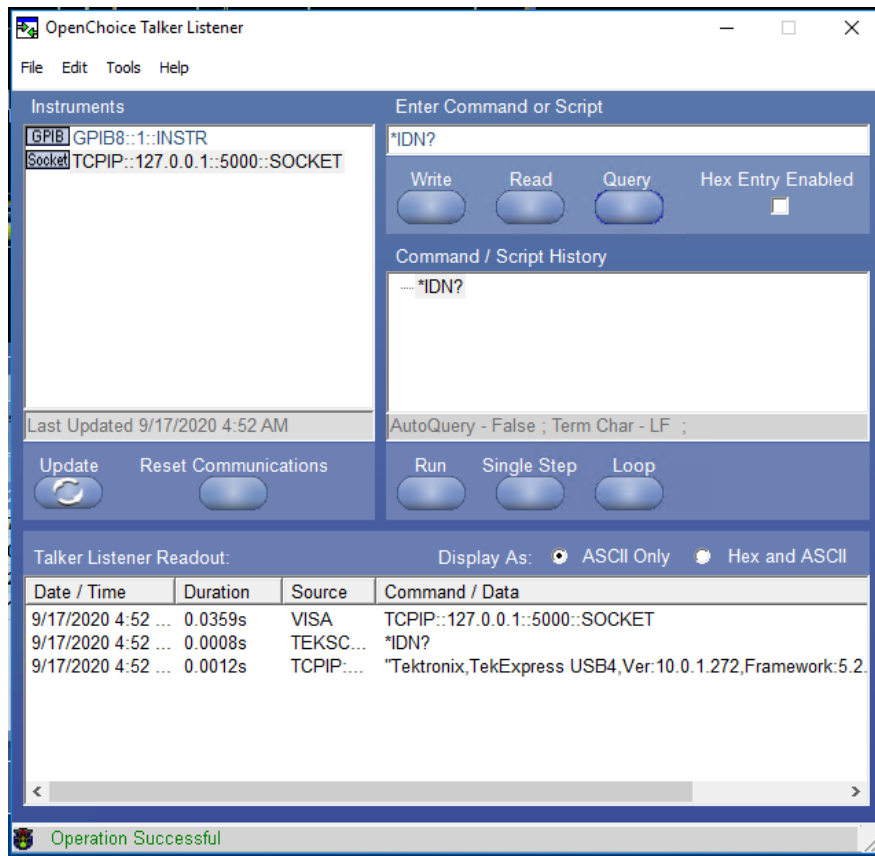 OpenChoice Talker Listener
File Edit Tools Help
Instruments
GPIB GPIB8::1::INSTR
Socket TCPIP::127.0.0.1::5000::SOCKET
Last Updated 9/17/2020 4:52 AM
Update Reset Communications
Enter Command or Script
*IDN?
Write Read Query Hex Entry Enabled
Command / Script History
*IDN?
AutoQuery - False ; Term Char - LF ;
Run Single Step Loop
Talker Listener Readout: Display As: ASCII Only Hex and ASCII
Date / Time Duration Source Command / Data
9/17/2020 4:52 ... 0.0359s VISA TCPIP::127.0.0.1::5000::SOCKET
9/17/2020 4:52 ... 0.0008s TEKSC... *IDN?
9/17/2020 4:52 ... 0.0012s TCPIP:... "Tektronix,TekExpress USB4,Ver:10.0.1.272,Framework:5.2.
Operation Successful